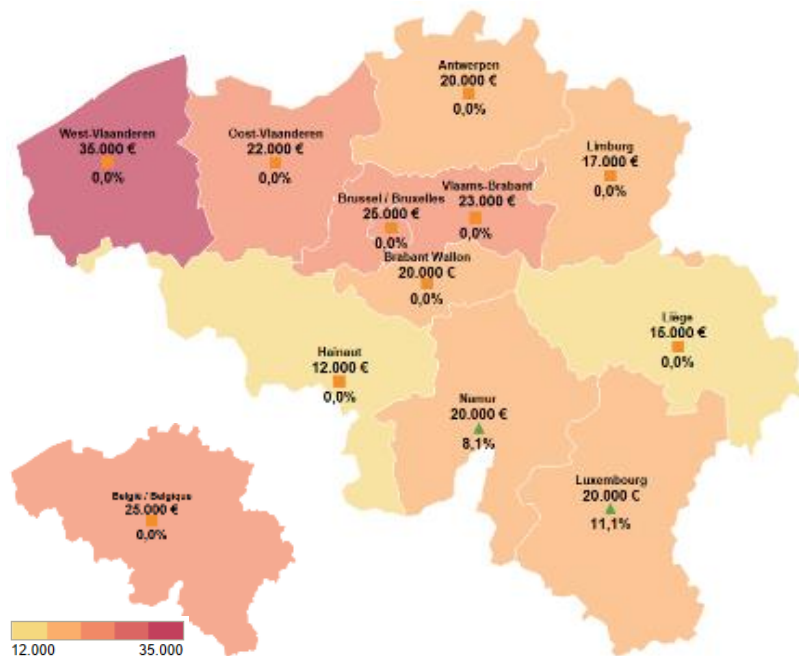 Antwerpen
20.000 €
0,0%
West-Vlaanderen
35.000 €
0,0%
Oost-Vlaanderen
22.000 €
0,0%
Limburg
17.000 €
0,0%
Vlaams-Brabant
23.000 €
0,0%
Brussel / Bruxelles
25.000 €
0,0%
Brabant Wallon
20.000 €
0,0%
Liège
15.000 €
0,0%
Hainaut
12.000 €
0,0%
Namur
20.000 €
8,1%
Luxembourg
20.000 €
11,1%
België / Belgique
25.000 €
0,0%
12.000 35.000